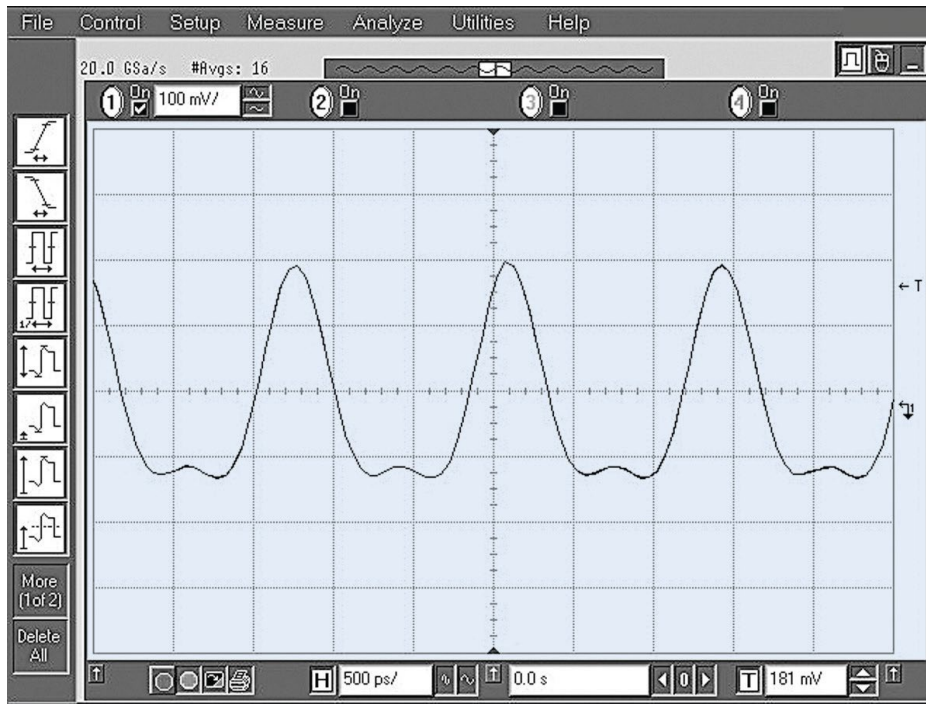 File Control Setup Measure Analyze Utilities Help
20.0 GSa/s #Avgs: 16
1 On 100 mV/ 2 On 3 On 4 On
T
1/
More
(1of 2)
Delete
All
H 500 ps/ 0.0 s 0 T 181 mV